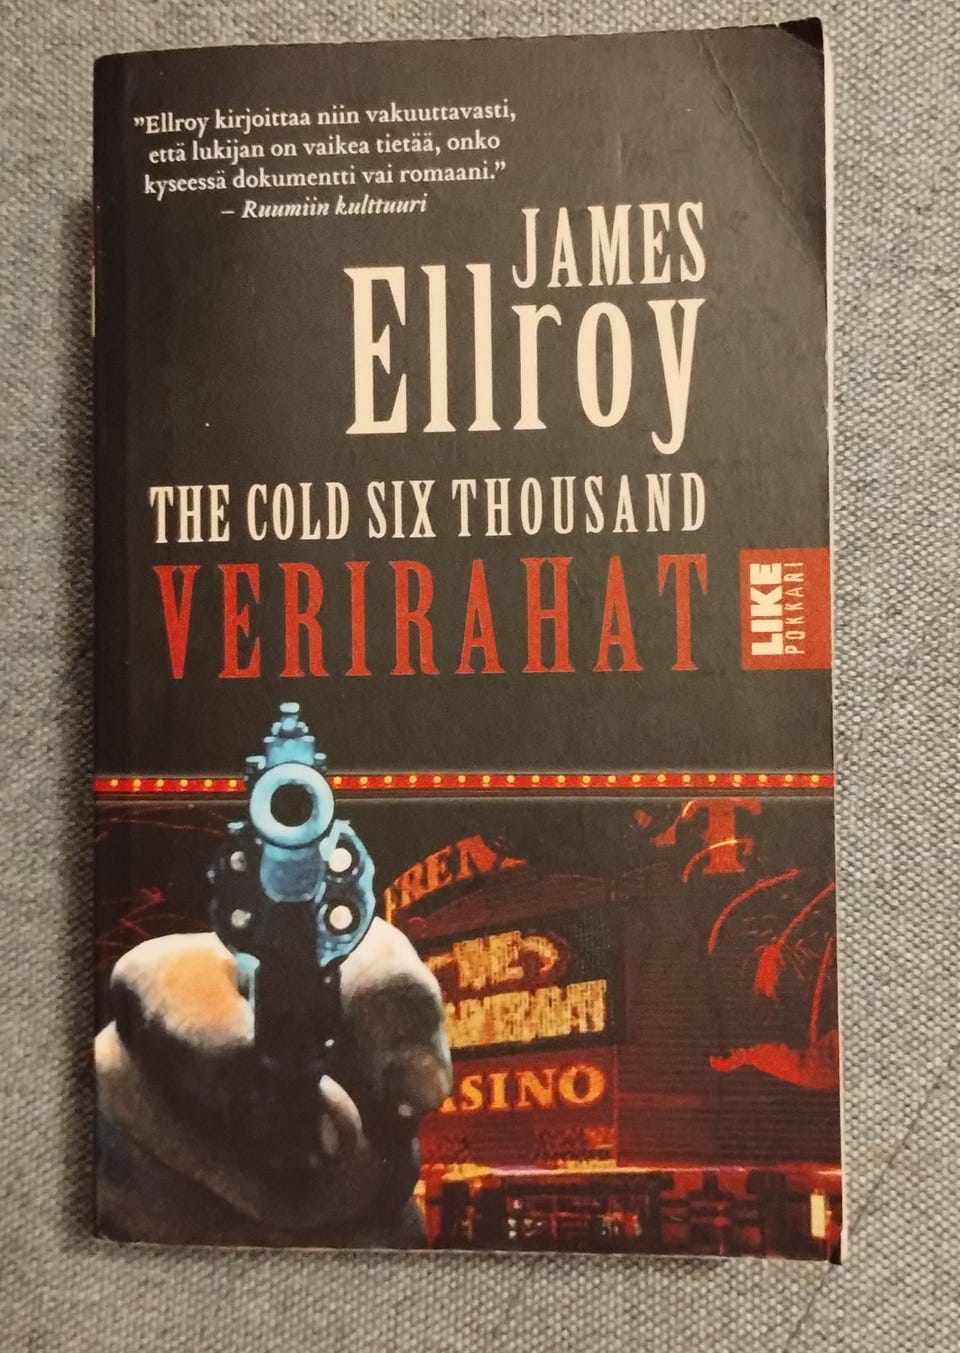 ”Ellroy kirjoittaa niin vakuuttavasti,
että lukijan on vaikea tietää, onko
kyseessä dokumentti vai romaani.”
– Ruumiin kulttuuri
JAMES
Ellroy
THE COLD SIX THOUSAND
VERIRAHAT
LIKE
POKKARI